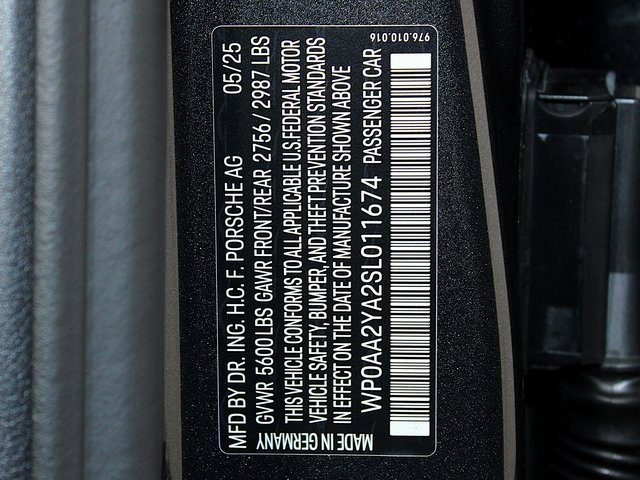 MFD BY DR. ING. H.C. F. PORSCHE AG 05/25
GVWR 5600 LBS GAWR FRONT/REAR 2756 / 2987 LBS
THIS VEHICLE CONFORMS TO ALL APPLICABLE U.S. FEDERAL MOTOR
VEHICLE SAFETY, BUMPER, AND THEFT PREVENTION STANDARDS
IN EFFECT ON THE DATE OF MANUFACTURE SHOWN ABOVE
WP0AA2YA2SL011674 PASSENGER CAR
MADE IN GERMANY
976.010.016